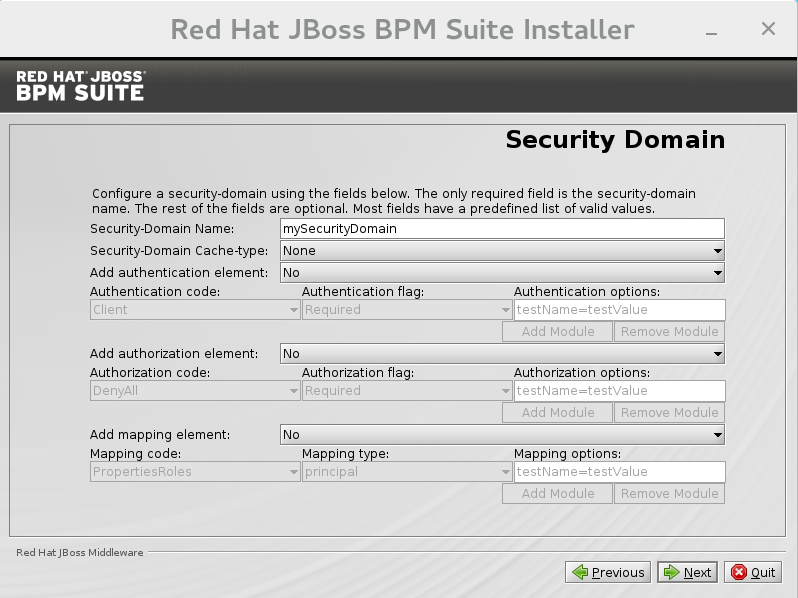 Red Hat JBoss BPM Suite Installer
RED HAT JBOSS
BPM SUITE
Security Domain
Configure a security-domain using the fields below. The only required field is the security-domain
name. The rest of the fields are optional. Most fields have a predefined list of valid values.
Security-Domain Name: mySecurityDomain
Security-Domain Cache-type: None
Add authentication element: No
Authentication code: Authentication flag: Authentication options:
Client Required testName=testValue
Add Module Remove Module
Add authorization element: No
Authorization code: Authorization flag: Authorization options:
DenyAll Required testName=testValue
Add Module Remove Module
Add mapping element: No
Mapping code: Mapping type: Mapping options:
PropertiesRoles principal testName=testValue
Add Module Remove Module
Red Hat JBoss Middleware
Previous Next Quit